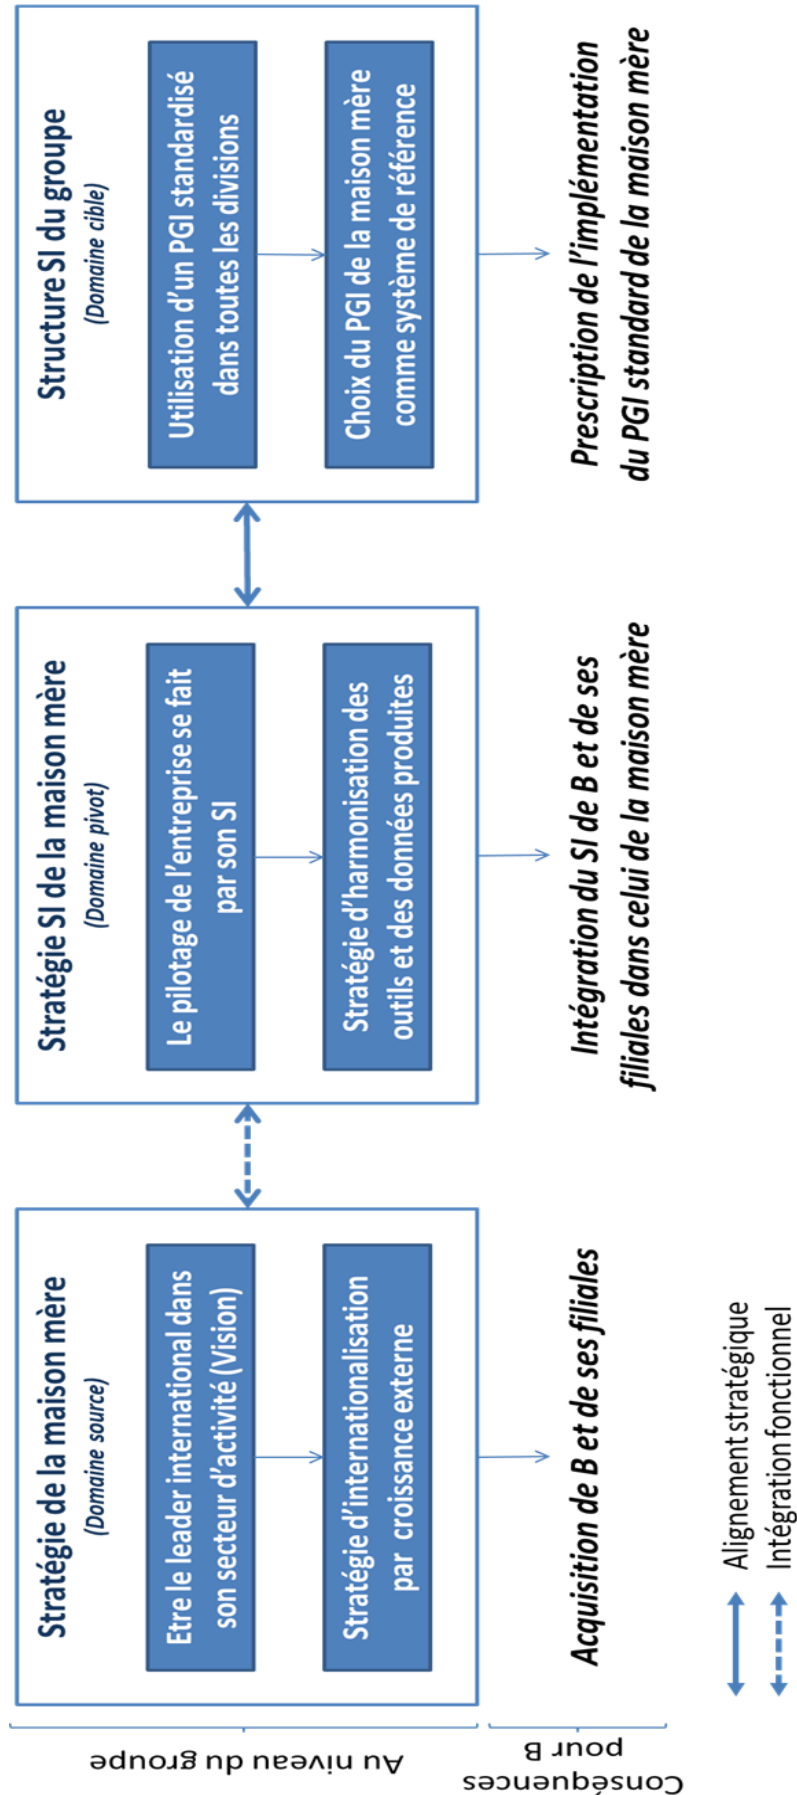 Stratégie de la maison mère
(Domaine source)
Etre le leader international dans
son secteur d'activité (Vision)
Stratégie d'internationalisation
par croissance externe
Acquisition de B et de ses filiales
Stratégie SI de la maison mère
(Domaine pivot)
Le pilotage de l'entreprise se fait
par son SI
Stratégie d'harmonisation des
outils et des données produites
Intégration du SI de B et de ses
filiales dans celui de la maison mère
Structure SI du groupe
(Domaine cible)
Utilisation d'un PGI standardisé
dans toutes les divisions
Choix du PGI de la maison mère
comme système de référence
Prescription de l'implémentation
du PGI standard de la maison mère
Au niveau du groupe
Conséquences
pour B
Alignement stratégique
Intégration fonctionnel